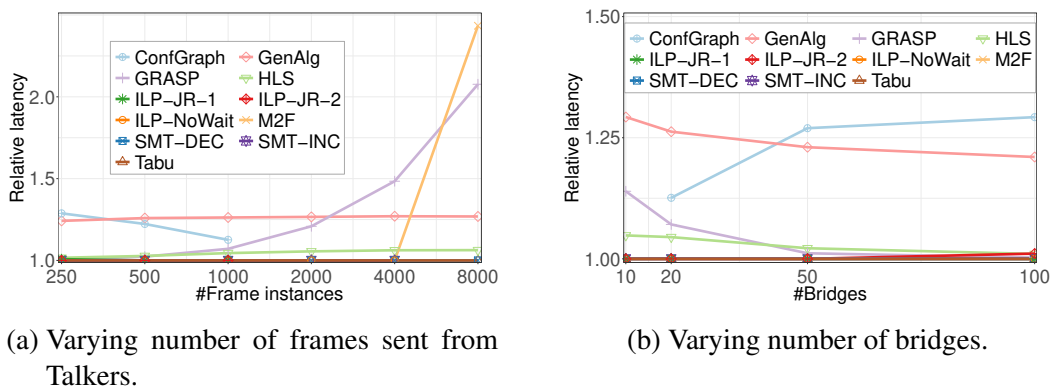 Relative latency
2.0
1.5
1.0
ConfGraph GenAlg
GRASP HLS
ILP−JR−1 ILP−JR−2
ILP−NoWait M2F
SMT−DEC SMT−INC
Tabu
250 500 1000 2000 4000 8000
#Frame instances
(a) Varying number of frames sent from
Talkers.
Relative latency
1.50
1.25
1.00
ConfGraph GenAlg GRASP HLS
ILP−JR−1 ILP−JR−2 ILP−NoWait M2F
SMT−DEC SMT−INC Tabu
10 20 50 100
#Bridges
(b) Varying number of bridges.